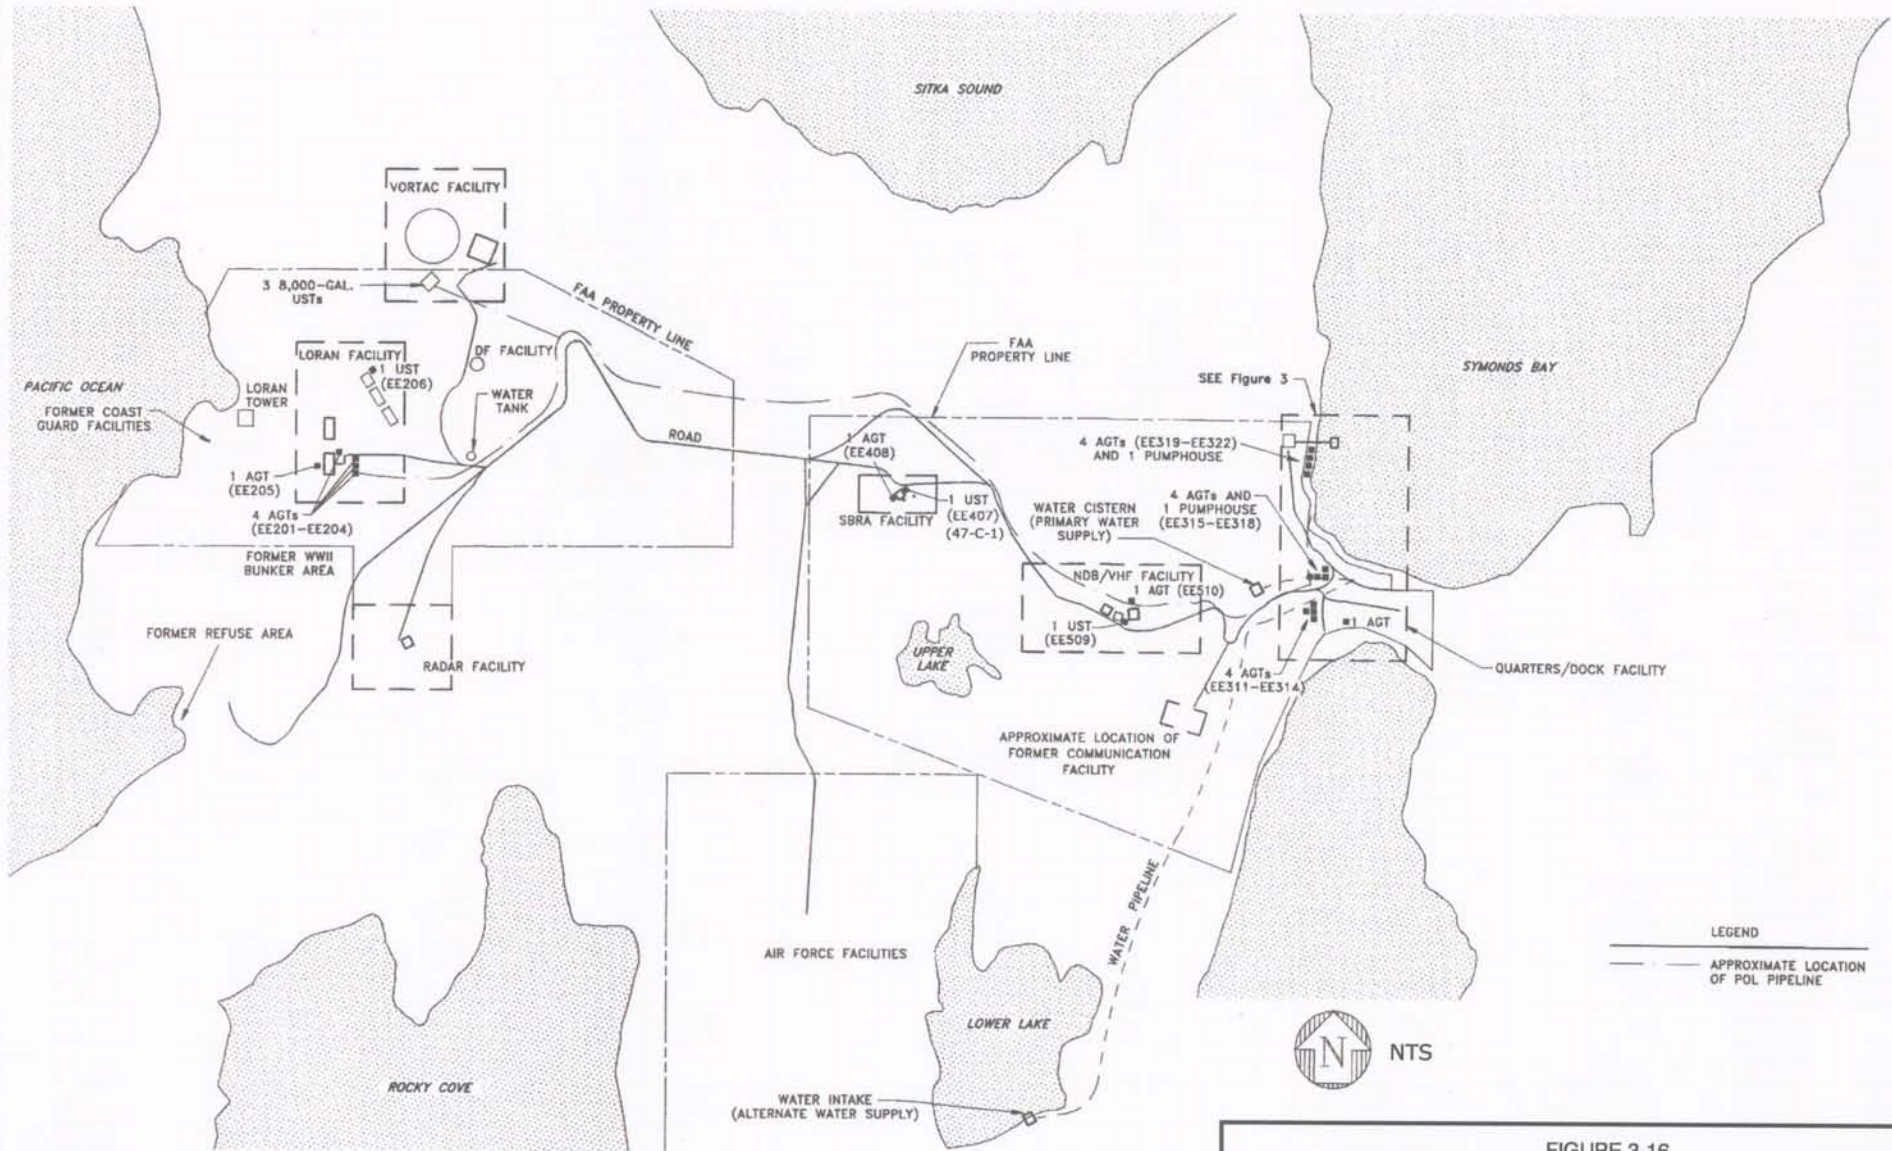 SITKA SOUND
VORTAC FACILITY
3 8,000-GAL.
USTs
FAA PROPERTY LINE
LORAN FACILITY
1 UST
(EE206)
DF FACILITY
PACIFIC OCEAN
LORAN
TOWER
WATER
TANK
FORMER COAST
GUARD FACILITIES
1 AGT
(EE205)
4 AGTs
(EE201-EE204)
FORMER WWII
BUNKER AREA
FORMER REFUSE AREA
RADAR FACILITY
ROAD
FAA
PROPERTY LINE
1 AGT
(EE408)
SBRA FACILITY
1 UST
(EE407)
(47-C-1)
SEE Figure 3
SYMONDS BAY
4 AGTs (EE319-EE322)
AND 1 PUMPHOUSE
4 AGTs AND
1 PUMPHOUSE
(EE315-EE318)
WATER CISTERN
(PRIMARY WATER
SUPPLY)
NDB/VHF FACILITY
1 AGT (EE510)
1 UST
(EE509)
1 AGT
UPPER
LAKE
4 AGTs
(EE311-EE314)
QUARTERS/DOCK FACILITY
APPROXIMATE LOCATION OF
FORMER COMMUNICATION
FACILITY
WATER PIPELINE
AIR FORCE FACILITIES
LOWER LAKE
ROCKY COVE
WATER INTAKE
(ALTERNATE WATER SUPPLY)
LEGEND
APPROXIMATE LOCATION
OF POL PIPELINE
N NTS
FIGURE 3-16